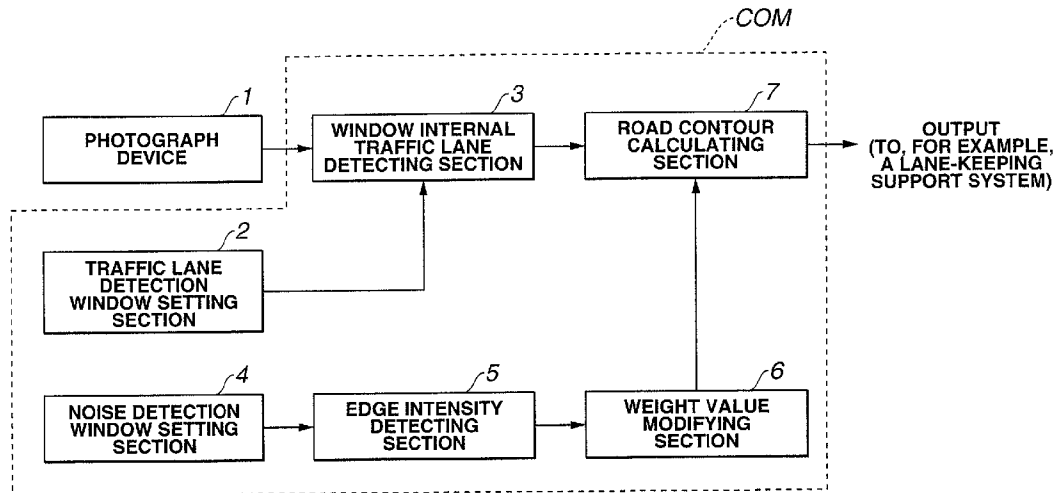 COM
1
PHOTOGRAPH
DEVICE
3
WINDOW INTERNAL
TRAFFIC LANE
DETECTING SECTION
7
ROAD CONTOUR
CALCULATING
SECTION
OUTPUT
(TO, FOR EXAMPLE,
A LANE-KEEPING
SUPPORT SYSTEM)
2
TRAFFIC LANE
DETECTION
WINDOW SETTING
SECTION
4
NOISE DETECTION
WINDOW SETTING
SECTION
5
EDGE INTENSITY
DETECTING
SECTION
6
WEIGHT VALUE
MODIFYING
SECTION